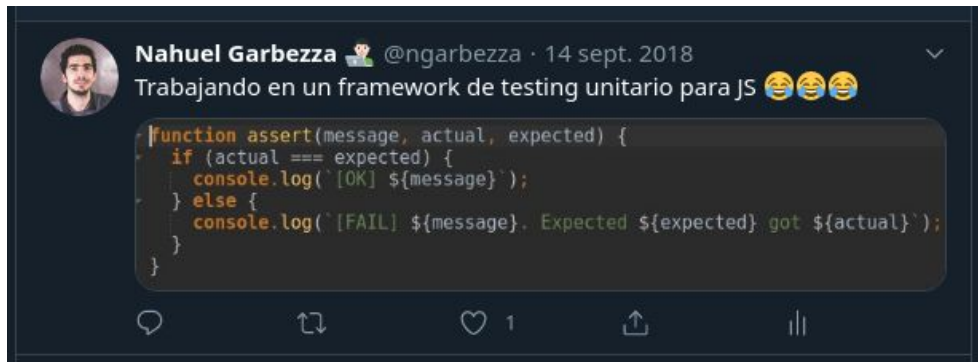 Nahuel Garbezza 👨🏻‍💻 @ngarbezza · 14 sept. 2018
Trabajando en un framework de testing unitario para JS 😂😂😂
function assert(message, actual, expected) {
if (actual === expected) {
console.log(`[OK] ${message}`);
} else {
console.log(`[FAIL] ${message}. Expected ${expected} got ${actual}`);
}
}
1